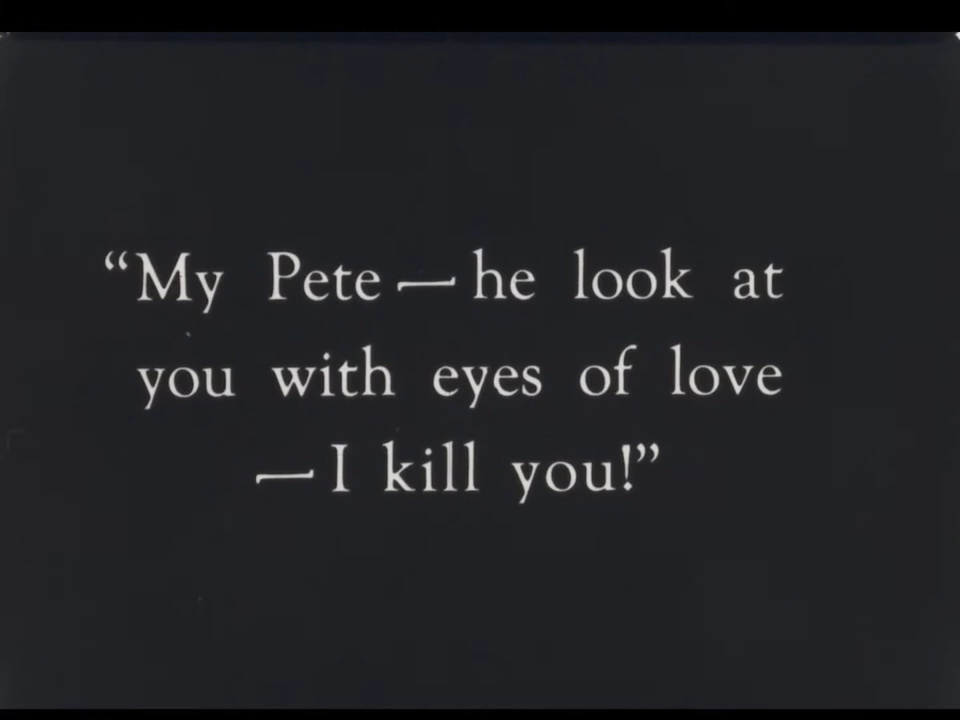 “My Pete — he look at
you with eyes of love
— I kill you!”